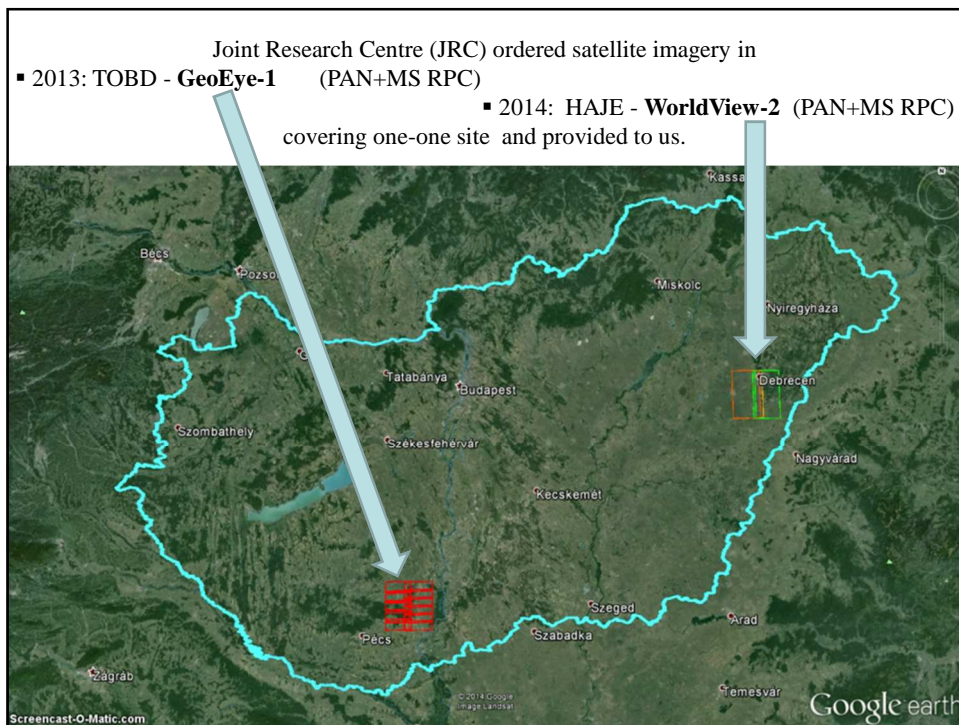 Joint Research Centre (JRC) ordered satellite imagery in
▪ 2013: TOBD - GeoEye-1 (PAN+MS RPC)
▪ 2014: HAJE - WorldView-2 (PAN+MS RPC)
covering one-one site and provided to us.
Kassa
Bécs
Pozso
Miskolc
Nyíregyháza
Tatabánya
Budapest
Debrecen
Szombathely
Székesfehérvár
Nagyvárad
Kecskemét
Szeged
Arad
Pécs
Szabadka
Zágráb
Temesvár
© 2014 Google
Image Landsat
Google earth
Screencast-O-Matic.com